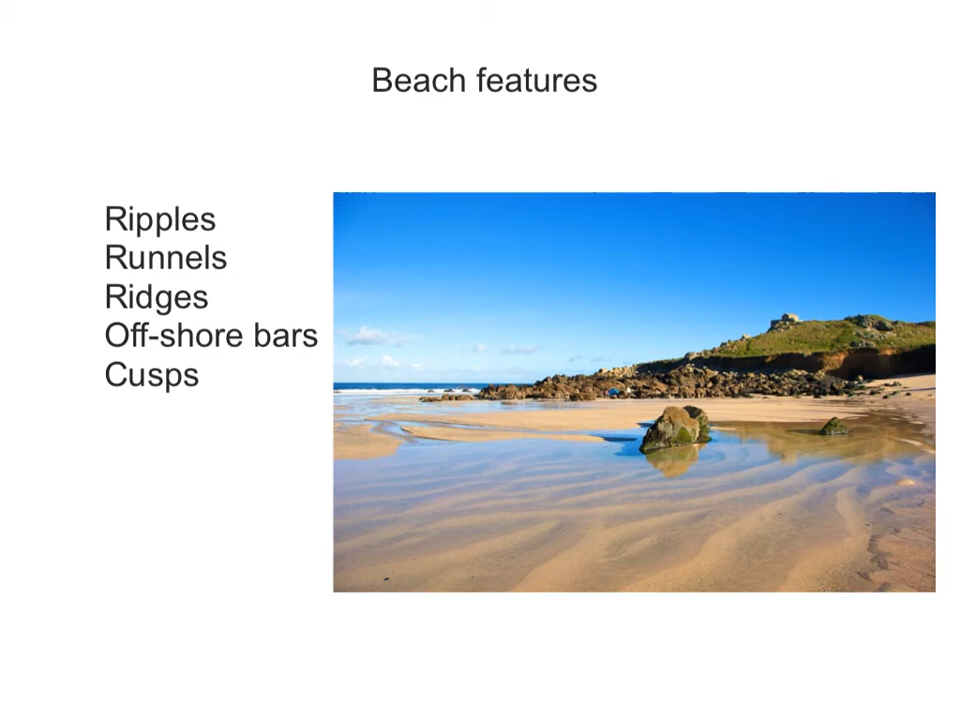 Beach features
Ripples
Runnels
Ridges
Off-shore bars
Cusps